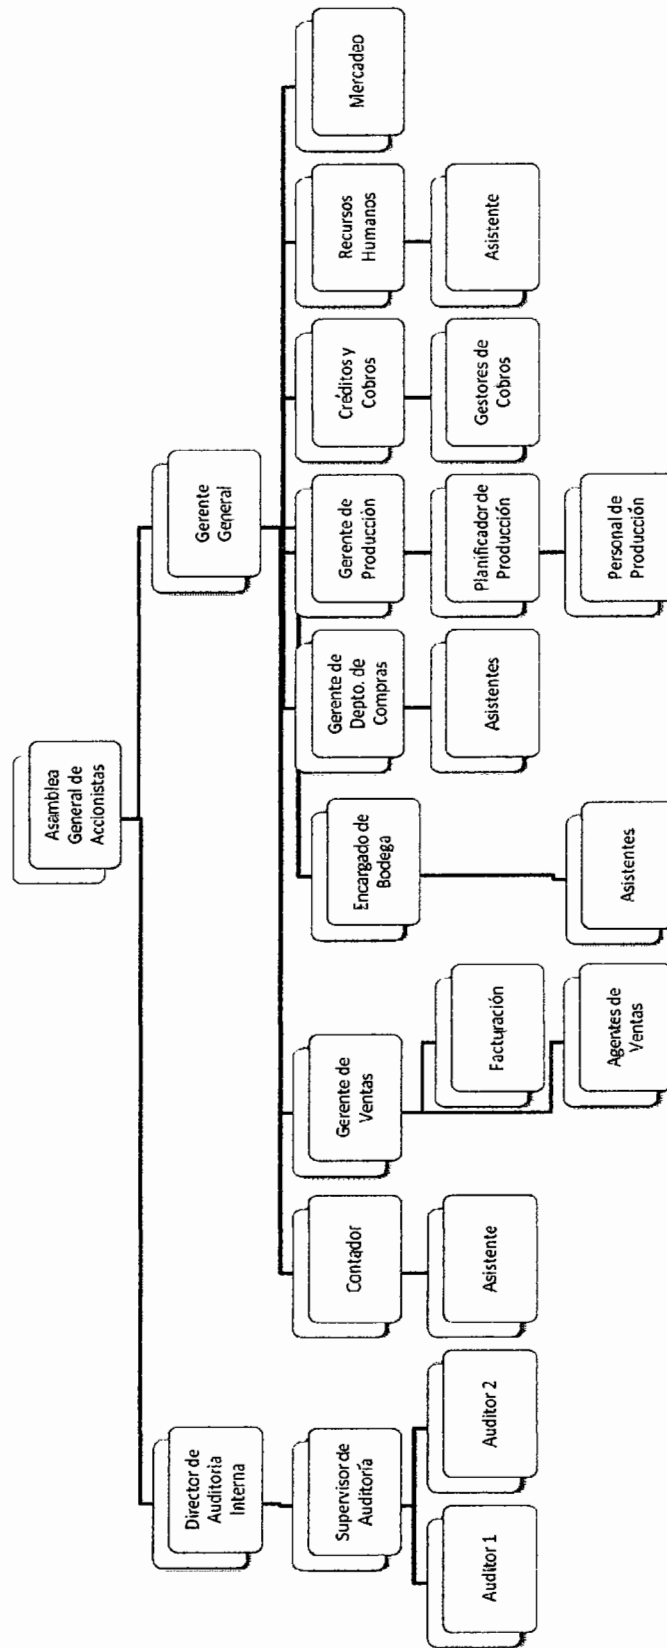 Asamblea
General de
Accionistas
Director de
Auditoria
Interna
Gerente
General
Supervisor de
Auditoría
Contador
Gerente de
Ventas
Encargado de
Bodega
Gerente de
Depto. de
Compras
Gerente de
Producción
Créditos y
Cobros
Recursos
Humanos
Mercadeo
Auditor 1
Auditor 2
Asistente
Facturación
Asistentes
Planificador de
Producción
Gestores de
Cobros
Asistente
Agentes de
Ventas
Asistentes
Personal de
Producción